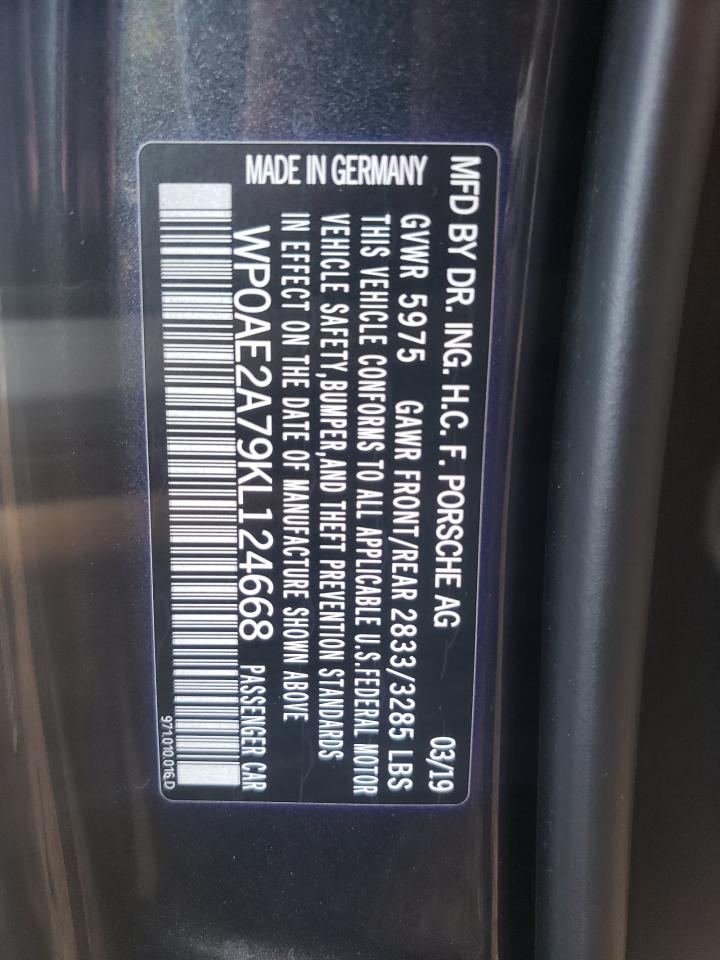 MFD BY DR. ING. H.C. F. PORSCHE AG 03/19
GVWR 5975 GAWR FRONT/REAR 2833/3285 LBS
THIS VEHICLE CONFORMS TO ALL APPLICABLE U.S.FEDERAL MOTOR
VEHICLE SAFETY,BUMPER,AND THEFT PREVENTION STANDARDS
IN EFFECT ON THE DATE OF MANUFACTURE SHOWN ABOVE
MADE IN GERMANY
WP0AE2A79KL124668 PASSENGER CAR
971.010.016.D